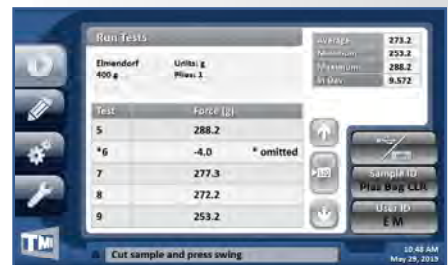 Run Tests
Elmendorf Units: g
400 g Plies: 1
Average 273.2
Minimum 253.2
Maximum 288.2
In Dev 9.572
Test Force (g)
5 288.2
*6 -4.0 * omitted
7 277.3
8 272.2
9 253.2
Sample ID
Plas Bag CLR
User ID
E M
TMI
Cut sample and press swing
10:48 AM
May 29, 2019